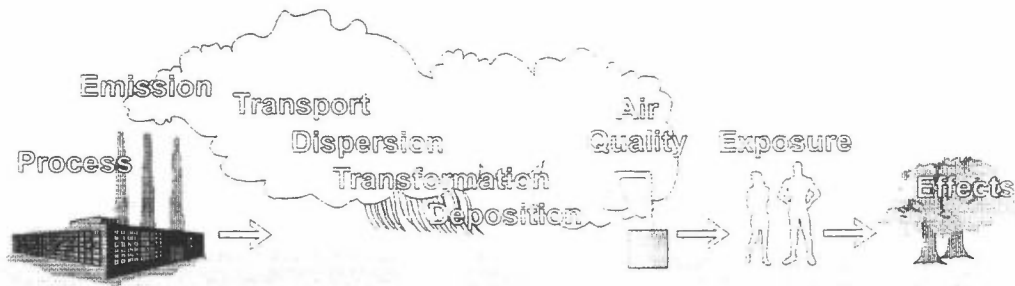 Emission
Transport
Dispersion
Transformation
Deposition
Process
Air
Quality
Exposure
Effects